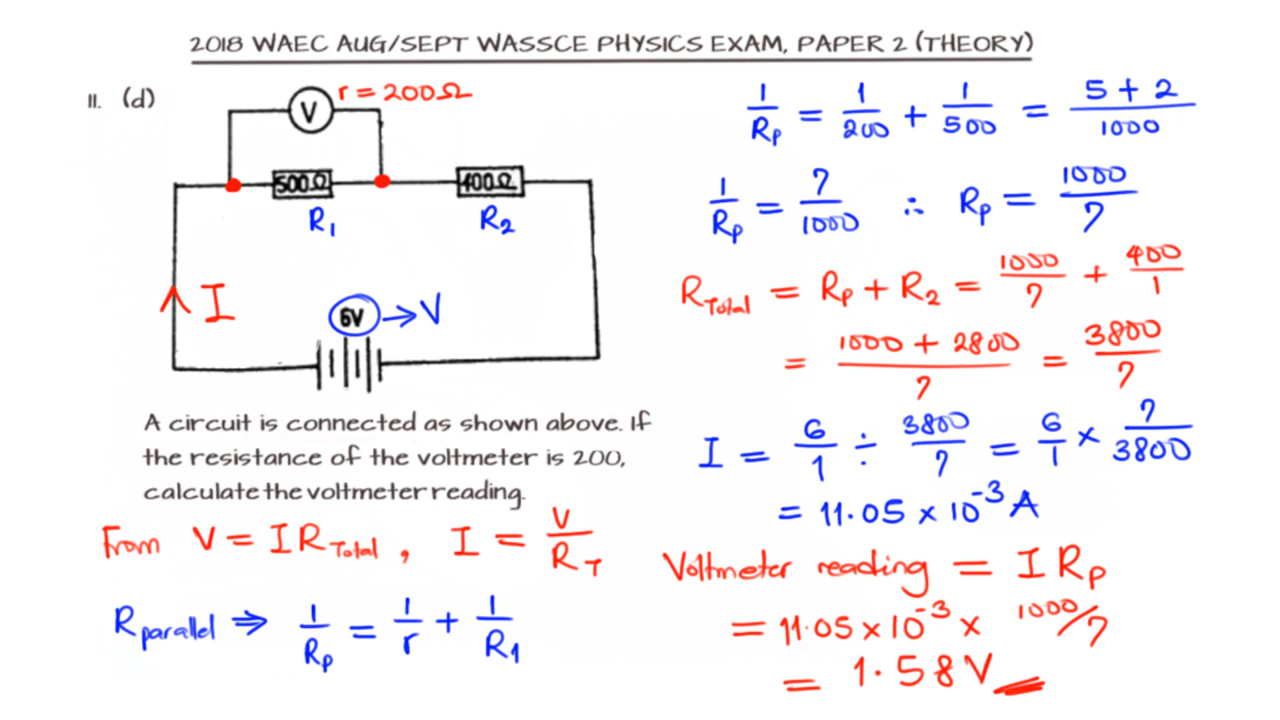 2018 WAEC AUG/SEPT WASSCE PHYSICS EXAM, PAPER 2 (THEORY)
11. (d)
V
r = 200Ω
500Ω
400Ω
R₁
R₂
I
6V → V
A circuit is connected as shown above. If
the resistance of the voltmeter is 200,
calculate the voltmeter reading.
From V = I R_Total , I = V/R_T
R_parallel ⇒ 1/R_p = 1/r + 1/R₁
1/R_p = 1/200 + 1/500 = (5 + 2)/1000
1/R_p = 7/1000 ∴ R_p = 1000/7
R_Total = R_p + R₂ = 1000/7 + 400/1
= (1000 + 2800)/7 = 3800/7
I = 6/1 ÷ 3800/7 = 6/1 × 7/3800
= 11.05 × 10⁻³ A
Voltmeter reading = I R_p
= 11.05 × 10⁻³ × 1000/7
= 1.58 V